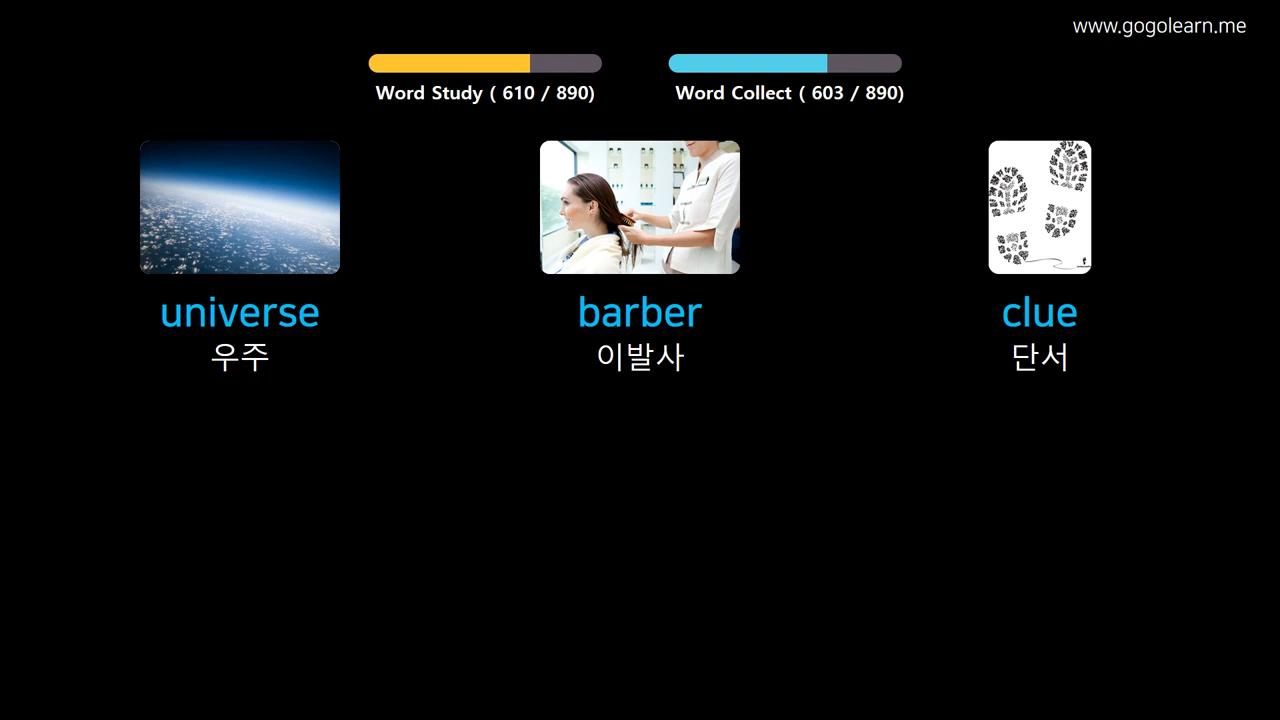 www.gogolearn.me
Word Study ( 610 / 890)
Word Collect ( 603 / 890)
universe
우주
barber
이발사
clue
단서